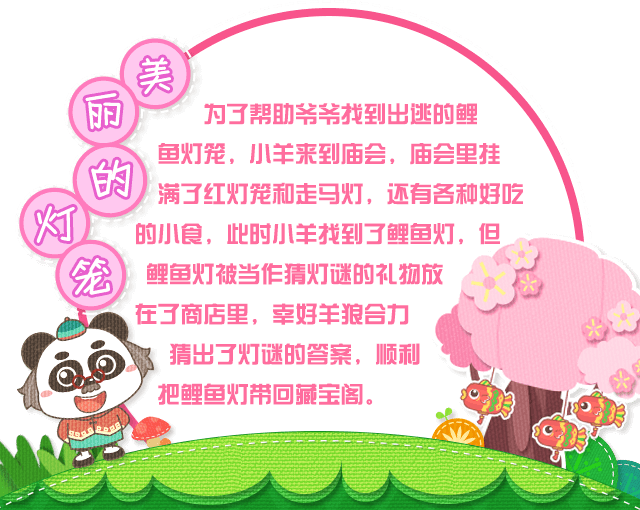 美丽的灯笼
为了帮助爷爷找到出逃的鲤
鱼灯笼，小羊来到庙会，庙会里挂
满了红灯笼和走马灯，还有各种好吃
的小食，此时小羊找到了鲤鱼灯，但
鲤鱼灯被当作猜灯谜的礼物放
在了商店里，幸好羊狼合力
猜出了灯谜的答案，顺利
把鲤鱼灯带回藏宝阁。